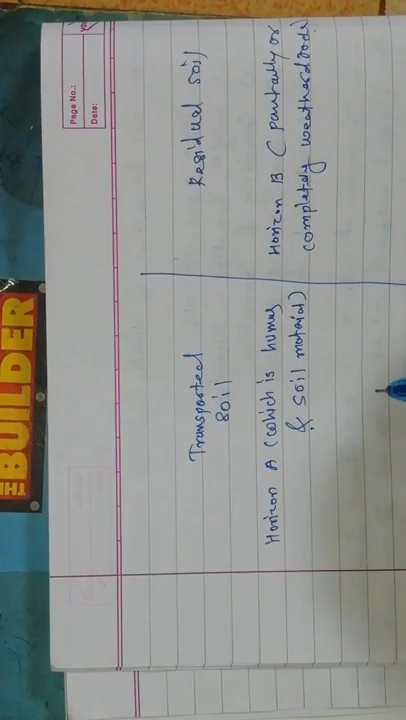 THE BUILDER
Page No.:
Date:
Transported
Soil
Residual soil
Horizon A (which is humus
& soil material)
Horizon B (partially or
completely weathered